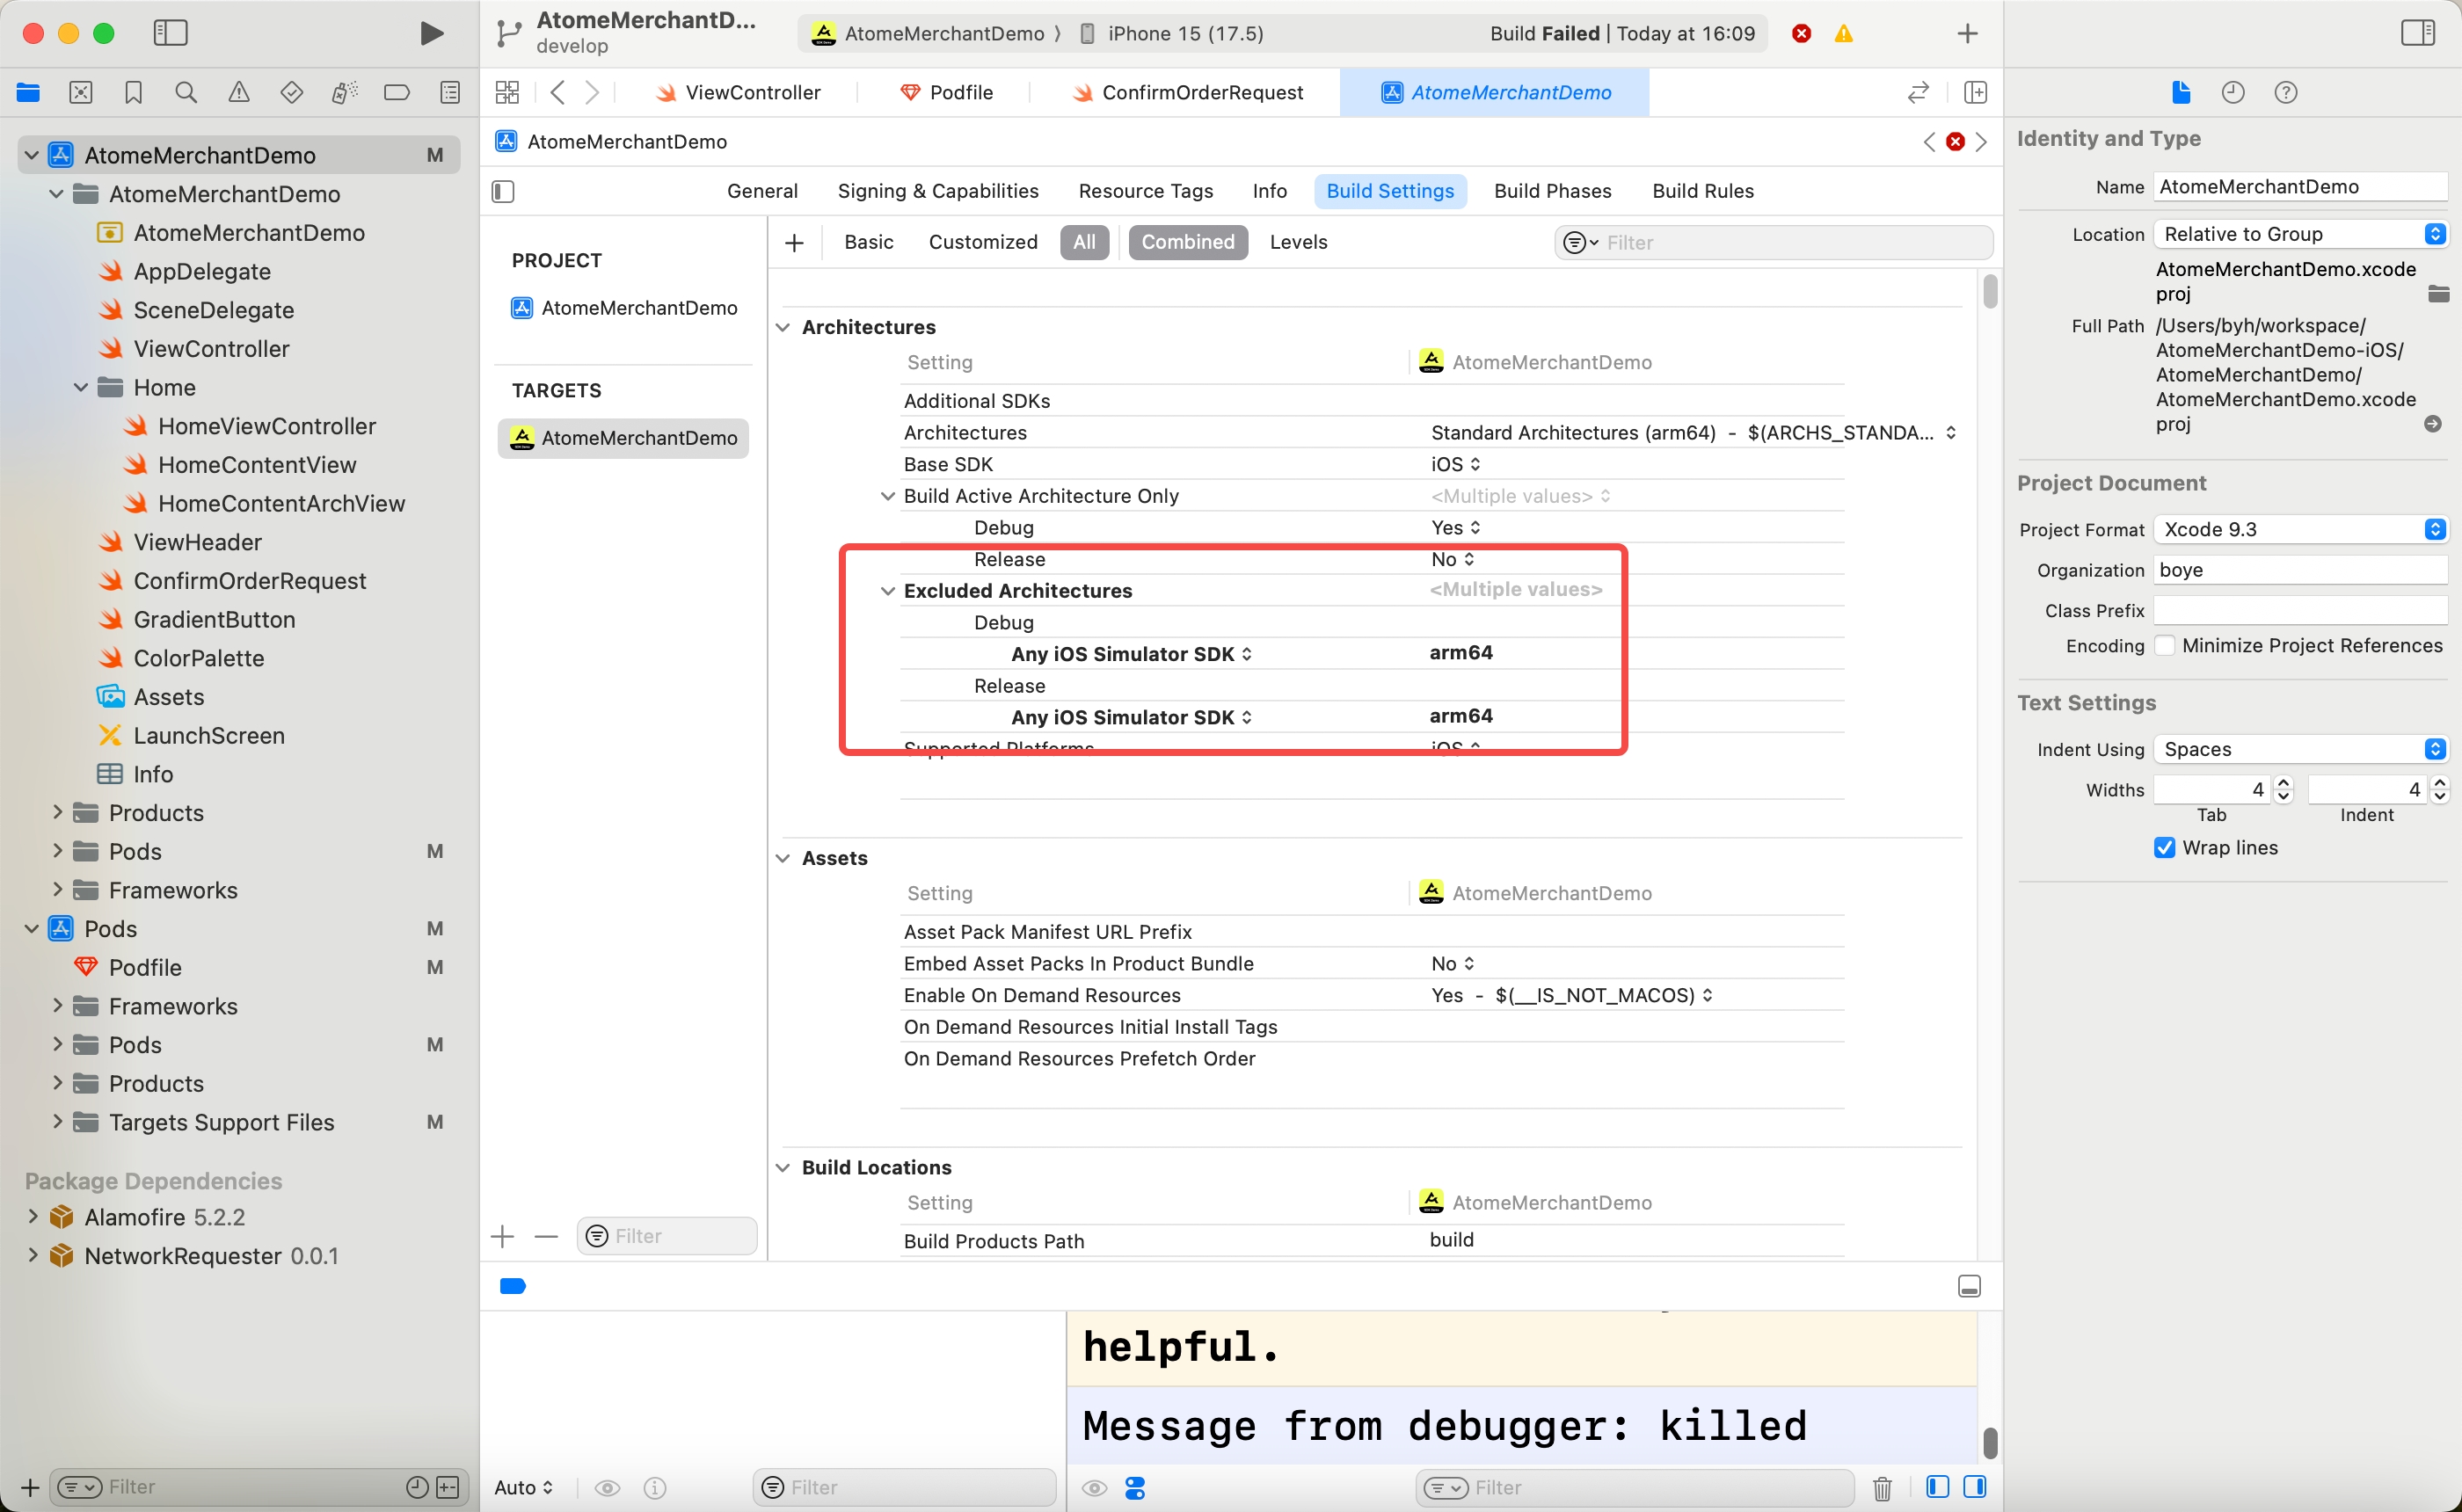 AtomeMerchantD...
develop
AtomeMerchantDemo
iPhone 15 (17.5)
Build Failed | Today at 16:09
ViewController
Podfile
ConfirmOrderRequest
AtomeMerchantDemo
AtomeMerchantDemo M
AtomeMerchantDemo
AtomeMerchantDemo
AppDelegate
SceneDelegate
ViewController
Home
HomeViewController
HomeContentView
HomeContentArchView
ViewHeader
ConfirmOrderRequest
GradientButton
ColorPalette
Assets
LaunchScreen
Info
Products
Pods M
Frameworks
Pods M
Podfile M
Frameworks
Pods M
Products
Targets Support Files M
Package Dependencies
Alamofire 5.2.2
NetworkRequester 0.0.1
Filter
AtomeMerchantDemo
General
Signing & Capabilities
Resource Tags
Info
Build Settings
Build Phases
Build Rules
PROJECT
AtomeMerchantDemo
TARGETS
AtomeMerchantDemo
Filter
Basic
Customized
All
Combined
Levels
Filter
Architectures
Setting AtomeMerchantDemo
Additional SDKs
Architectures Standard Architectures (arm64) - $(ARCHS_STANDA...
Base SDK iOS
Build Active Architecture Only <Multiple values>
Debug Yes
Release No
Excluded Architectures <Multiple values>
Debug
Any iOS Simulator SDK arm64
Release
Any iOS Simulator SDK arm64
Supported Platforms iOS
Assets
Setting AtomeMerchantDemo
Asset Pack Manifest URL Prefix
Embed Asset Packs In Product Bundle No
Enable On Demand Resources Yes - $(__IS_NOT_MACOS)
On Demand Resources Initial Install Tags
On Demand Resources Prefetch Order
Build Locations
Setting AtomeMerchantDemo
Build Products Path build
helpful.
Message from debugger: killed
Auto
Filter
Filter
Identity and Type
Name AtomeMerchantDemo
Location Relative to Group
AtomeMerchantDemo.xcode
proj
Full Path /Users/byh/workspace/
AtomeMerchantDemo-iOS/
AtomeMerchantDemo/
AtomeMerchantDemo.xcode
proj
Project Document
Project Format Xcode 9.3
Organization boye
Class Prefix
Encoding Minimize Project References
Text Settings
Indent Using Spaces
Widths 4 4
Tab Indent
Wrap lines